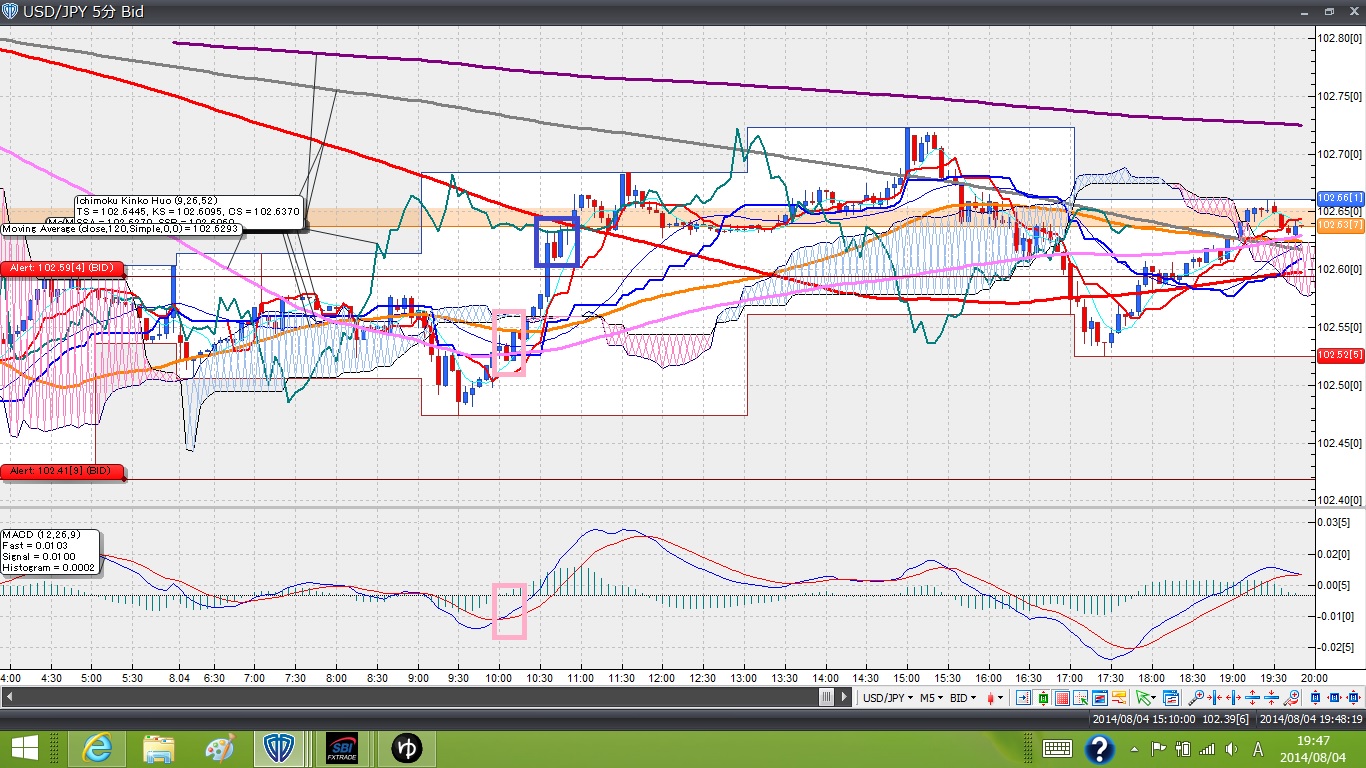 USD/JPY 5分 Bid
102.80[0]
102.75[0]
102.70[0]
102.66[1]
102.65[0]
102.63[7]
102.60[0]
102.55[0]
102.52[5]
102.50[0]
102.45[0]
102.40[0]
Ichimoku Kinko Huo (9,26,52)
TS = 102.6445, KS = 102.6095, CS = 102.6370
Moving Average (close,120,Simple,0,0) = 102.6293
Alert: 102.59[4] (BID)
Alert: 102.41[9] (BID)
MACD (12,26,9)
Fast = 0.0103
Signal = 0.0100
Histogram = 0.0002
0.03[5]
0.02[0]
0.00[5]
-0.01[0]
-0.02[5]
4:00 4:30 5:00 5:30 8:04 6:30 7:00 7:30 8:00 8:30 9:00 9:30 10:00 10:30 11:00 11:30 12:00 12:30 13:00 13:30 14:00 14:30 15:00 15:30 16:00 16:30 17:00 17:30 18:00 18:30 19:00 19:30 20:00
USD/JPY M5 BID
2014/08/04 15:10:00 102.39[6] 2014/08/04 19:48:19
SBI
FXTRADE
ゆ
A
19:47
2014/08/04